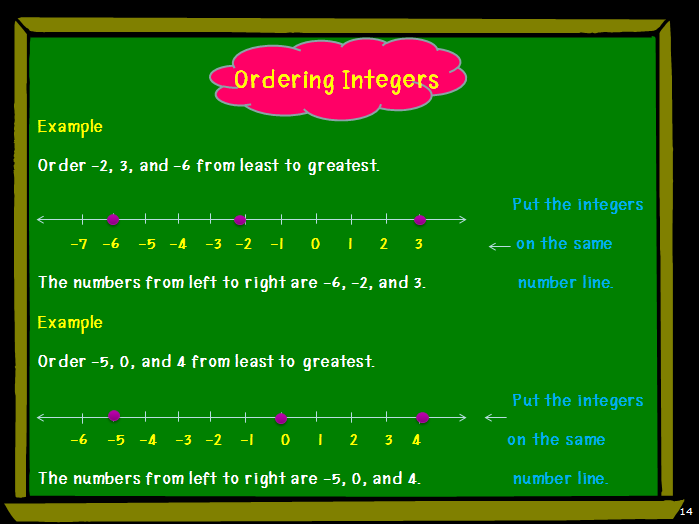 Ordering Integers
Example
Order -2, 3, and -6 from least to greatest.
Put the integers
-7 -6 -5 -4 -3 -2 -1 0 1 2 3
on the same
The numbers from left to right are -6, -2, and 3.
number line.
Example
Order -5, 0, and 4 from least to greatest.
Put the integers
-6 -5 -4 -3 -2 -1 0 1 2 3 4
on the same
The numbers from left to right are -5, 0, and 4.
number line.
14